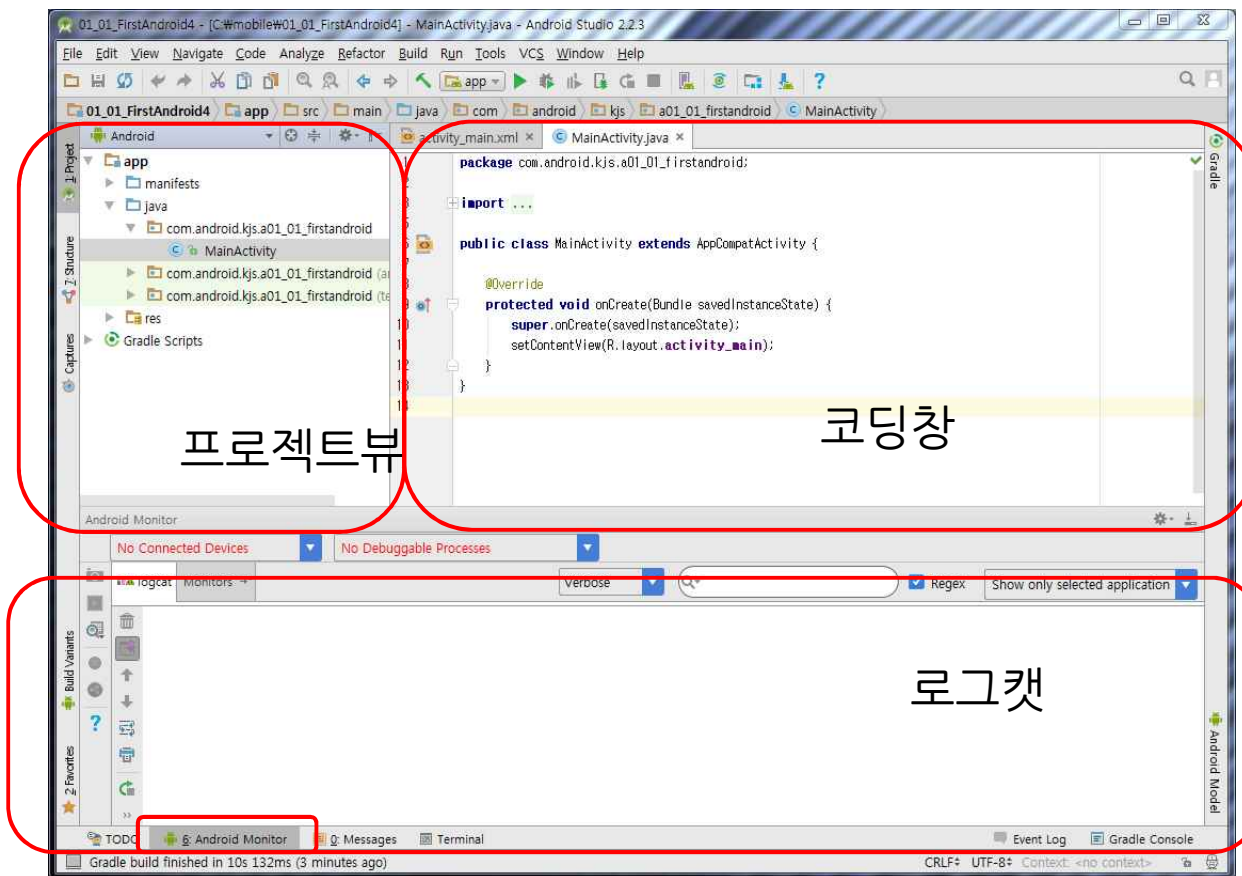 01_01_FirstAndroid4 - [C:₩mobile₩01_01_FirstAndroid4] - MainActivity.java - Android Studio 2.2.3
File Edit View Navigate Code Analyze Refactor Build Run Tools VCS Window Help
app
01_01_FirstAndroid4 app src main java com android kjs a01_01_firstandroid MainActivity
Android
activity_main.xml MainActivity.java
1: Project
7: Structure
Captures
Build Variants
2: Favorites
app
manifests
java
com.android.kjs.a01_01_firstandroid
MainActivity
com.android.kjs.a01_01_firstandroid
com.android.kjs.a01_01_firstandroid
res
Gradle Scripts
프로젝트뷰
package com.android.kjs.a01_01_firstandroid;
import ...
public class MainActivity extends AppCompatActivity {
@Override
protected void onCreate(Bundle savedInstanceState) {
super.onCreate(savedInstanceState);
setContentView(R.layout.activity_main);
}
}
코딩창
Gradle
Android Model
Android Monitor
No Connected Devices No Debuggable Processes
logcat Monitors Verbose Regex Show only selected application
로그캣
TODO 6: Android Monitor 0: Messages Terminal Event Log Gradle Console
Gradle build finished in 10s 132ms (3 minutes ago) CRLF UTF-8 Context: <no context>